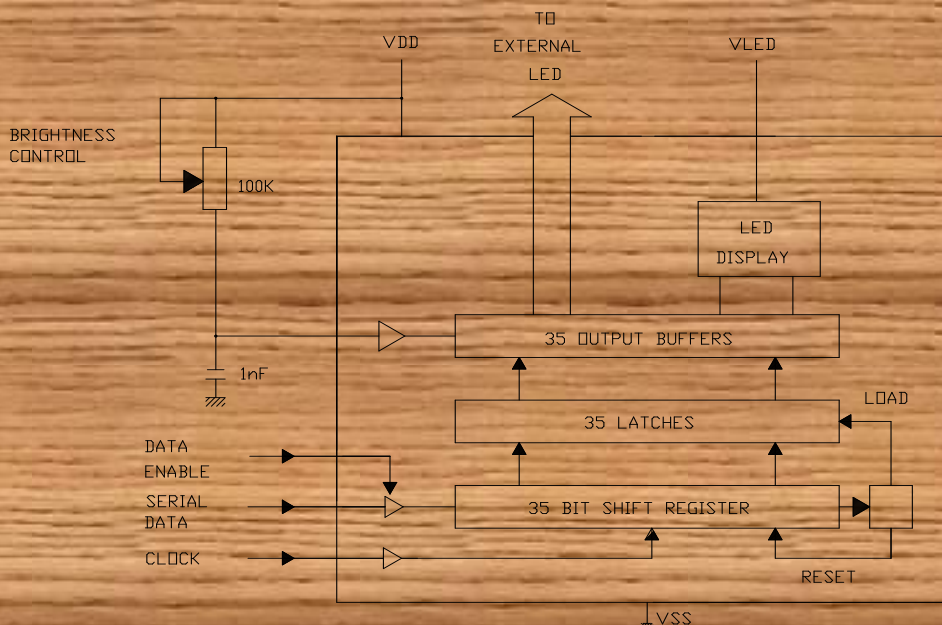 TO
EXTERNAL
LED
VDD
VLED
BRIGHTNESS
CONTROL
100K
LED
DISPLAY
35 OUTPUT BUFFERS
1nF
LOAD
35 LATCHES
DATA
ENABLE
SERIAL
DATA
35 BIT SHIFT REGISTER
CLOCK
RESET
VSS